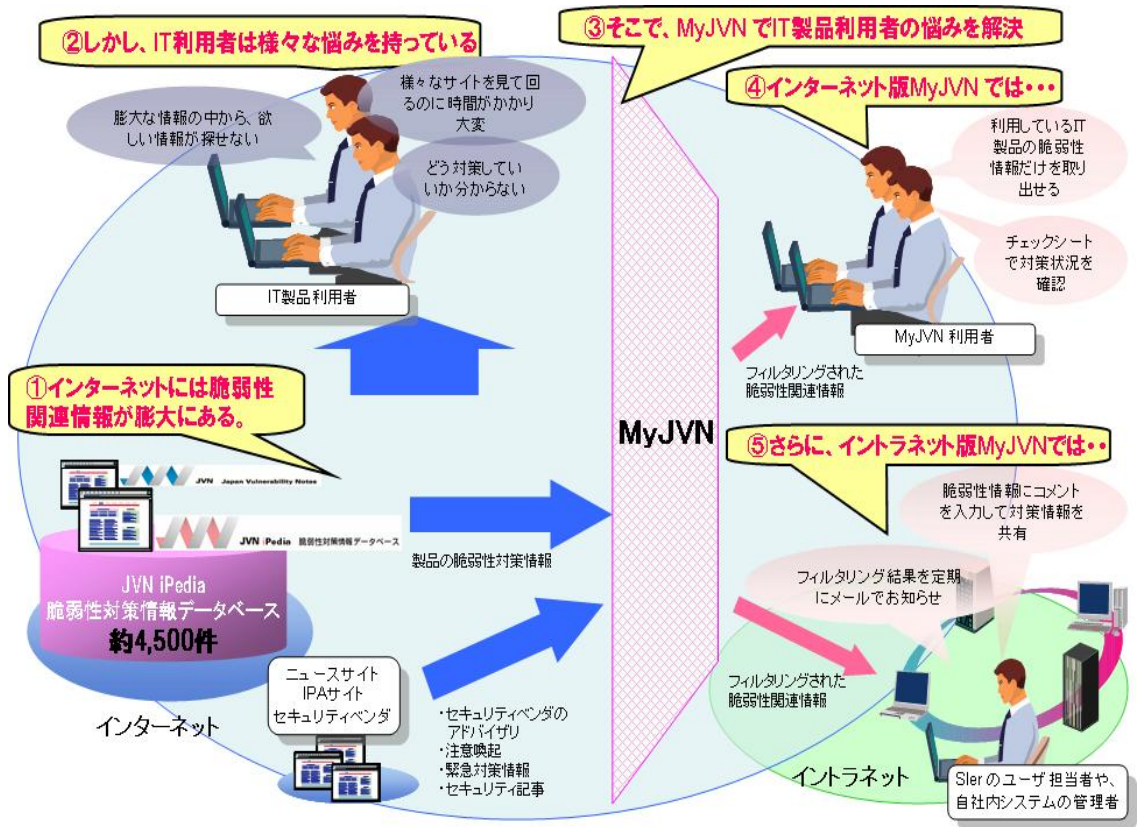 ②しかし、IT利用者は様々な悩みを持っている
③そこで、MyJVN でIT製品利用者の悩みを解決
膨大な情報の中から、欲
しい情報が探せない
様々なサイトを見て回
るのに時間がかかり
大変
どう対策してい
いか分からない
IT製品利用者
④インターネット版MyJVN では・・・
利用しているIT
製品の脆弱性
情報だけを取り
出せる
チェックシート
で対策状況を
確認
MyJVN 利用者
フィルタリングされた
脆弱性関連情報
①インターネットには脆弱性
関連情報が膨大にある。
JVN Japan Vulnerability Notes
JVN iPedia 脆弱性対策情報データベース
JVN iPedia
脆弱性対策情報データベース
約4,500件
製品の脆弱性対策情報
MyJVN
ニュースサイト
IPAサイト
セキュリティベンダ
インターネット
・セキュリティベンダの
アドバイザリ
・注意喚起
・緊急対策情報
・セキュリティ記事
⑤さらに、イントラネット版MyJVNでは・・
脆弱性情報にコメント
を入力して対策情報を
共有
フィルタリング結果を定期
にメールでお知らせ
フィルタリングされた
脆弱性関連情報
イントラネット
SIer のユーザ担当者や、
自社内システムの管理者